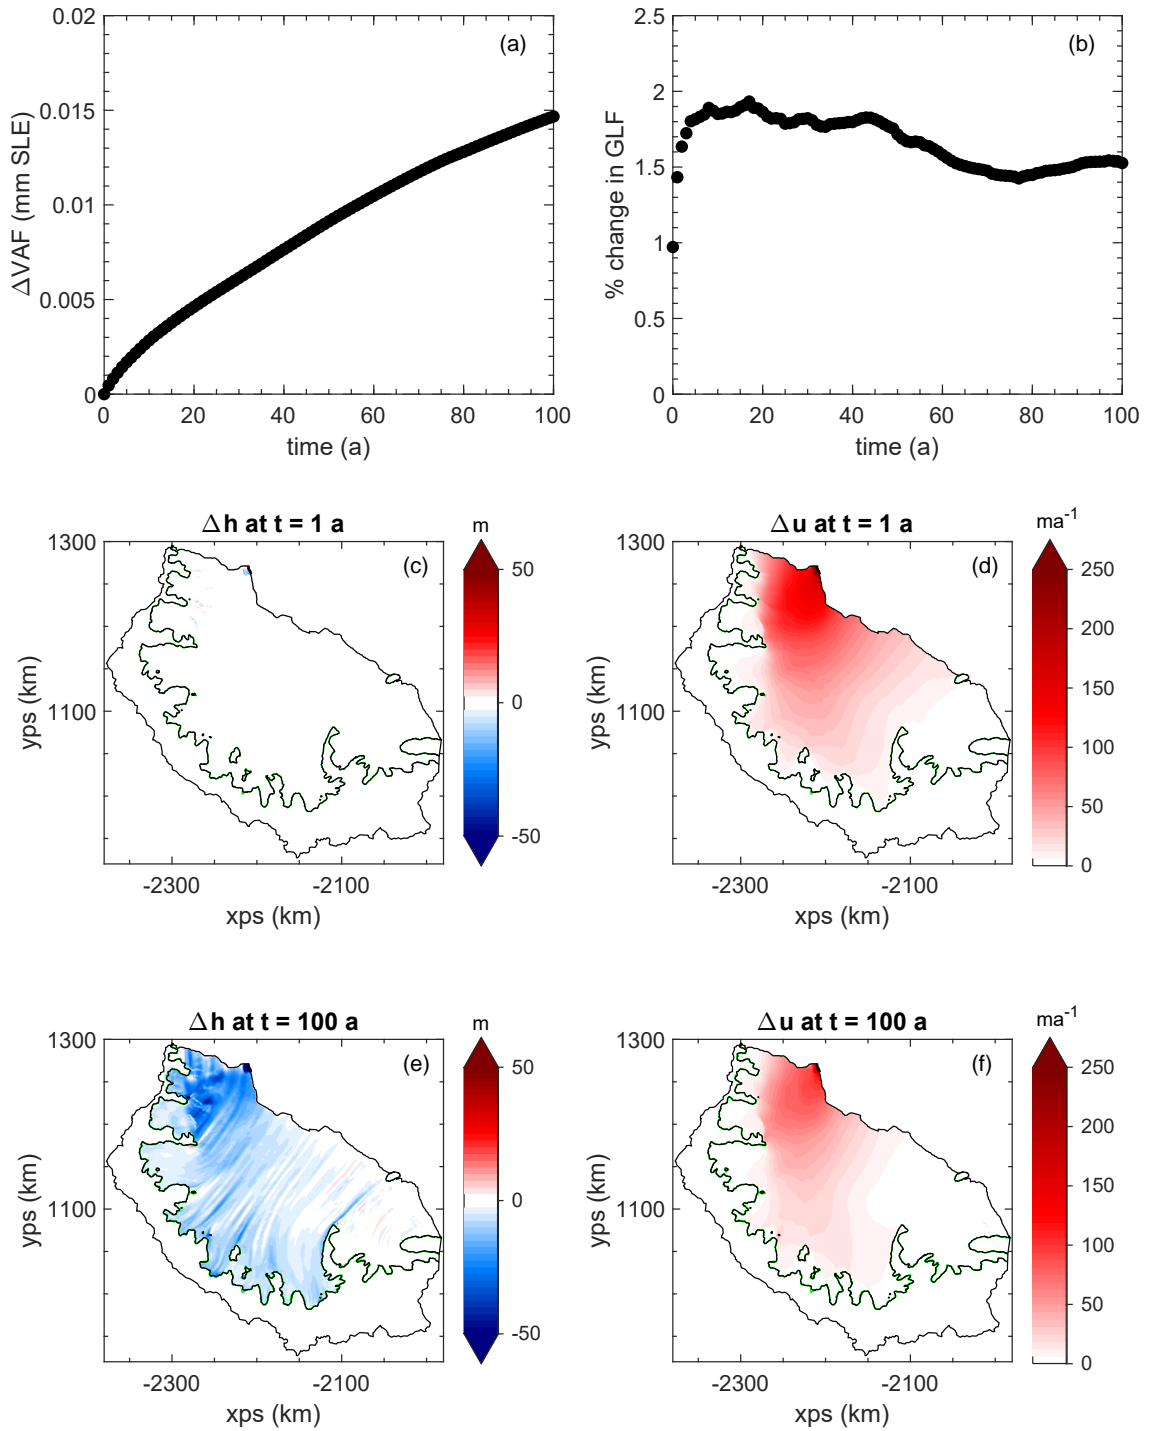 (a)
ΔVAF (mm SLE)
0.02
0.015
0.01
0.005
0
0 20 40 60 80 100
time (a)
(b)
% change in GLF
2.5
2
1.5
1
0.5
0
0 20 40 60 80 100
time (a)
Δh at t = 1 a
(c)
yps (km)
1300
1100
-2300 -2100
xps (km)
m
50
0
-50
Δu at t = 1 a
(d)
yps (km)
1300
1100
-2300 -2100
xps (km)
ma⁻¹
250
200
150
100
50
0
Δh at t = 100 a
(e)
yps (km)
1300
1100
-2300 -2100
xps (km)
m
50
0
-50
Δu at t = 100 a
(f)
yps (km)
1300
1100
-2300 -2100
xps (km)
ma⁻¹
250
200
150
100
50
0